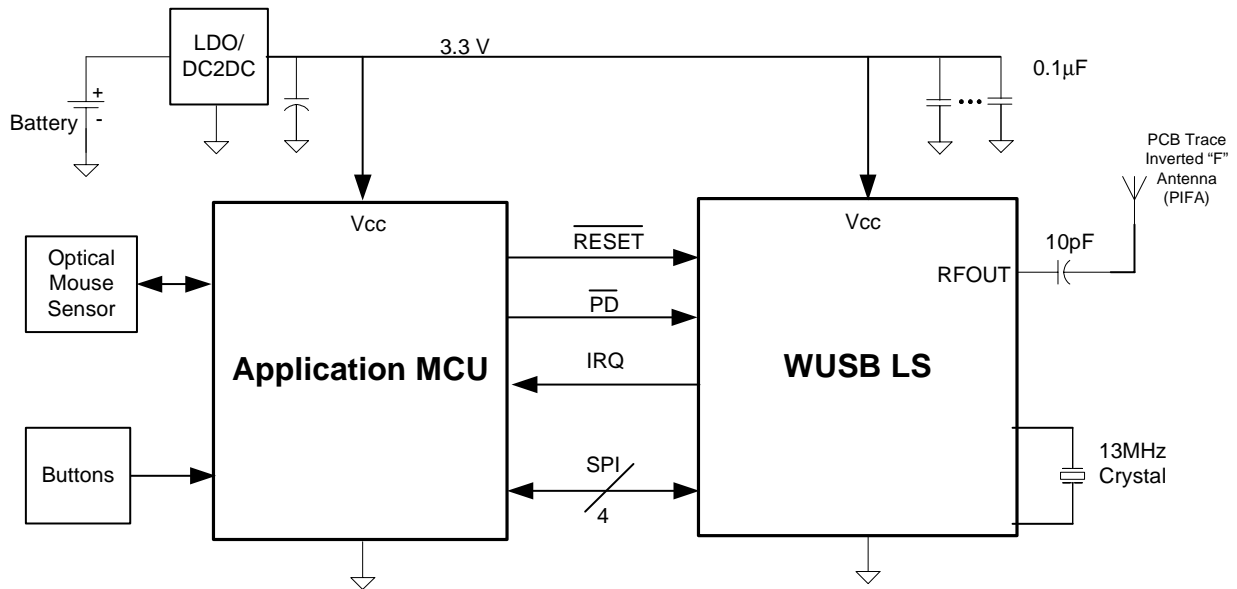 LDO/
DC2DC
3.3 V
0.1µF
+
-
Battery
PCB Trace
Inverted “F”
Antenna
(PIFA)
Vcc
Vcc
RESET
10pF
Optical
Mouse
Sensor
RFOUT
PD
Application MCU
IRQ
WUSB LS
Buttons
SPI
4
13MHz
Crystal